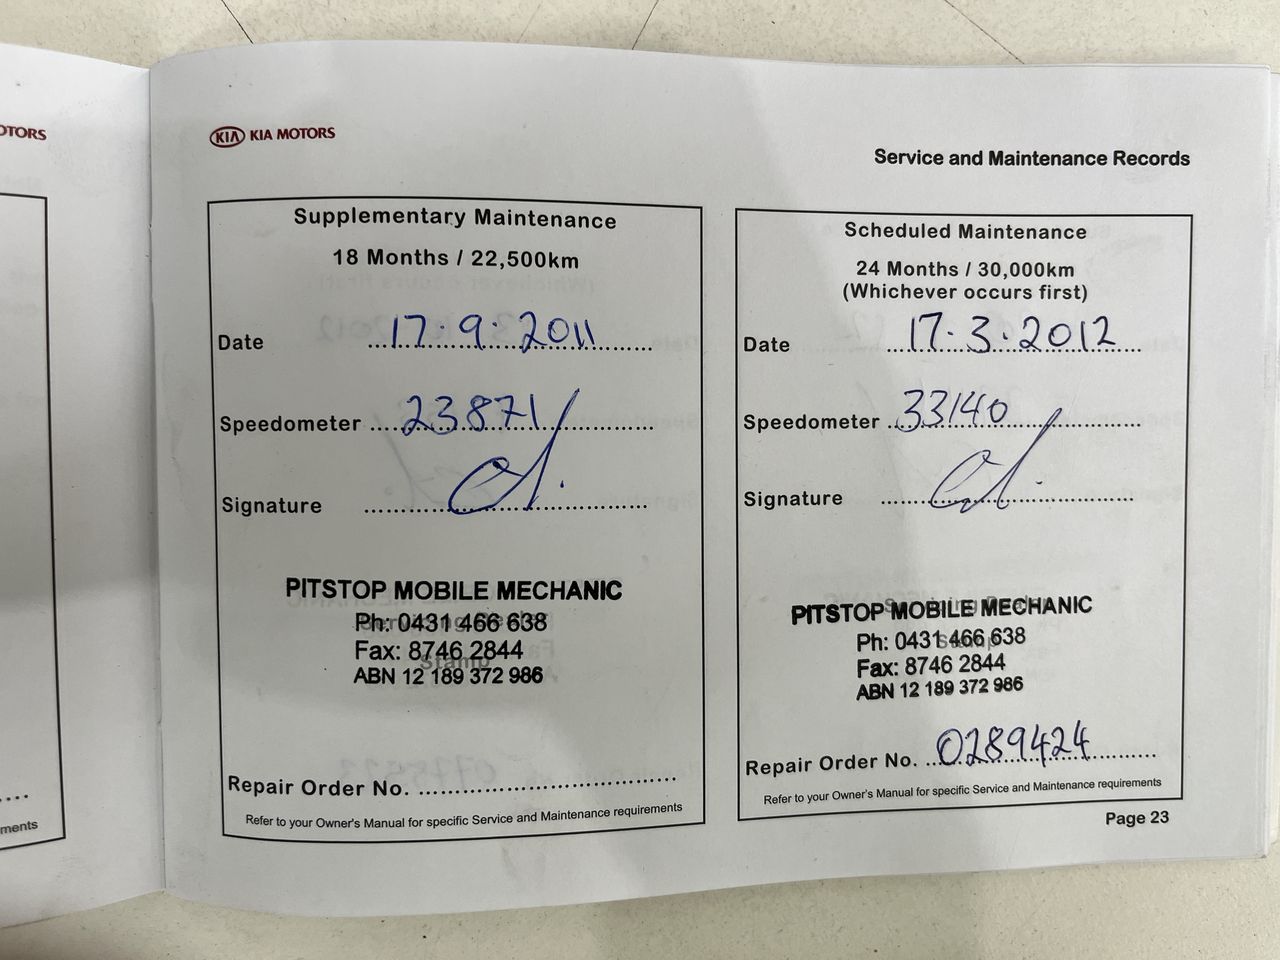 OTORS
KIA KIA MOTORS
Service and Maintenance Records
Supplementary Maintenance
18 Months / 22,500km
Date 17.9.2011
Speedometer 23871
Signature
PITSTOP MOBILE MECHANIC
Ph: 0431 466 638
Fax: 8746 2844
Stamp
ABN 12 189 372 986
Repair Order No.
Refer to your Owner's Manual for specific Service and Maintenance requirements
Scheduled Maintenance
24 Months / 30,000km
(Whichever occurs first)
Date 17.3.2012
Speedometer 33140
Signature
PITSTOP MOBILE MECHANIC
Ph: 0431 466 638
Stamp
Fax: 8746 2844
ABN 12 189 372 986
Repair Order No. 0289424
Refer to your Owner's Manual for specific Service and Maintenance requirements
Page 23
ments